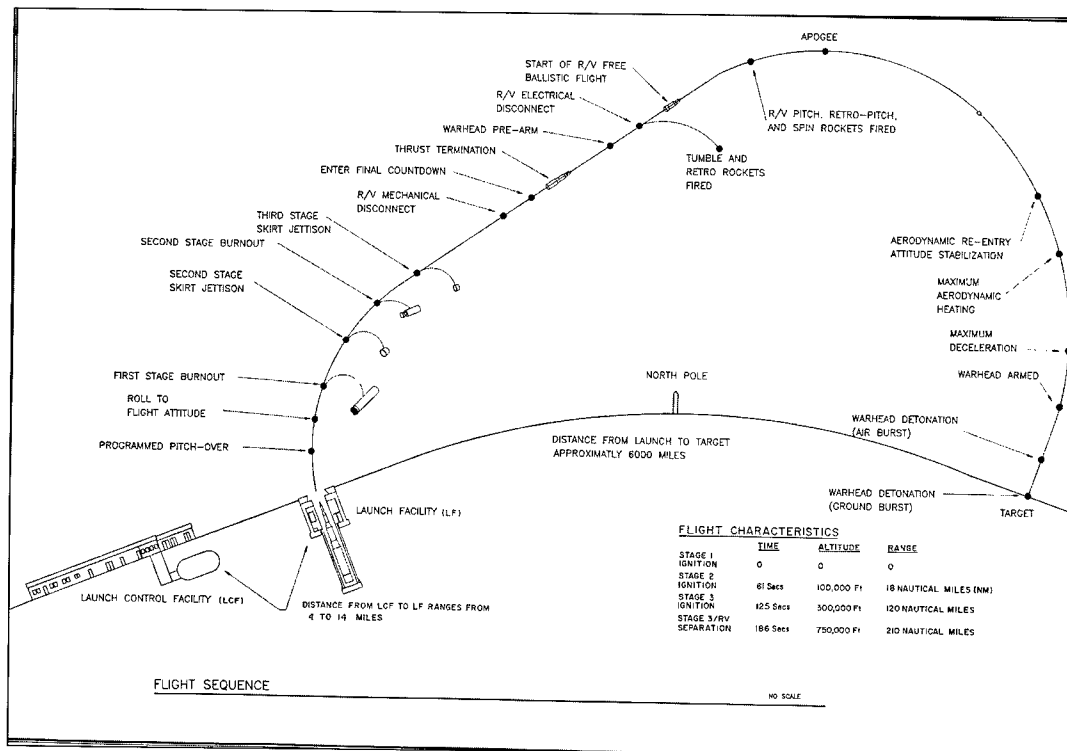 APOGEE
START OF R/V FREE
BALLISTIC FLIGHT
R/V ELECTRICAL
DISCONNECT
WARHEAD PRE-ARM
THRUST TERMINATION
ENTER FINAL COUNTDOWN
R/V MECHANICAL
DISCONNECT
THIRD STAGE
SKIRT JETTISON
SECOND STAGE BURNOUT
SECOND STAGE
SKIRT JETTISON
FIRST STAGE BURNOUT
ROLL TO
FLIGHT ATTITUDE
PROGRAMMED PITCH-OVER
R/V PITCH, RETRO-PITCH,
AND SPIN ROCKETS FIRED
TUMBLE AND
RETRO ROCKETS
FIRED
AERODYNAMIC RE-ENTRY
ATTITUDE STABILIZATION
MAXIMUM
AERODYNAMIC
HEATING
MAXIMUM
DECELERATION
WARHEAD ARMED
WARHEAD DETONATION
(AIR BURST)
WARHEAD DETONATION
(GROUND BURST)
TARGET
NORTH POLE
DISTANCE FROM LAUNCH TO TARGET
APPROXIMATLY 6000 MILES
LAUNCH FACILITY (LF)
LAUNCH CONTROL FACILITY (LCF)
DISTANCE FROM LCF TO LF RANGES FROM
4 TO 14 MILES
FLIGHT CHARACTERISTICS
TIME ALTITUDE RANGE
STAGE 1
IGNITION 0 0 0
STAGE 2
IGNITION 61 Secs 100,000 Ft 18 NAUTICAL MILES (NM)
STAGE 3
IGNITION 125 Secs 300,000 Ft 120 NAUTICAL MILES
STAGE 3/RV
SEPARATION 186 Secs 750,000 Ft 210 NAUTICAL MILES
FLIGHT SEQUENCE
NO SCALE